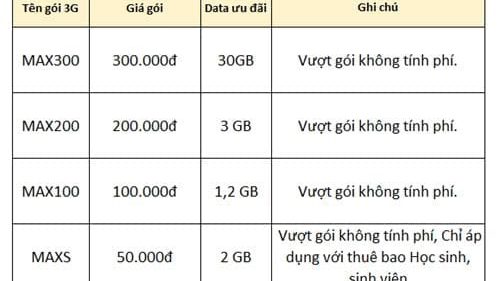 Tên gói 3G Giá gói Data ưu đãi Ghi chú
MAX300 300.000đ 30GB Vượt gói không tính phí.
MAX200 200.000đ 3 GB Vượt gói không tính phí.
MAX100 100.000đ 1,2 GB Vượt gói không tính phí.
MAXS 50.000đ 2 GB Vượt gói không tính phí, Chỉ áp
dụng với thuê bao Học sinh,
sinh viên